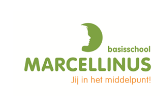 basisschool
MARCELLINUS
Jij in het middelpunt!